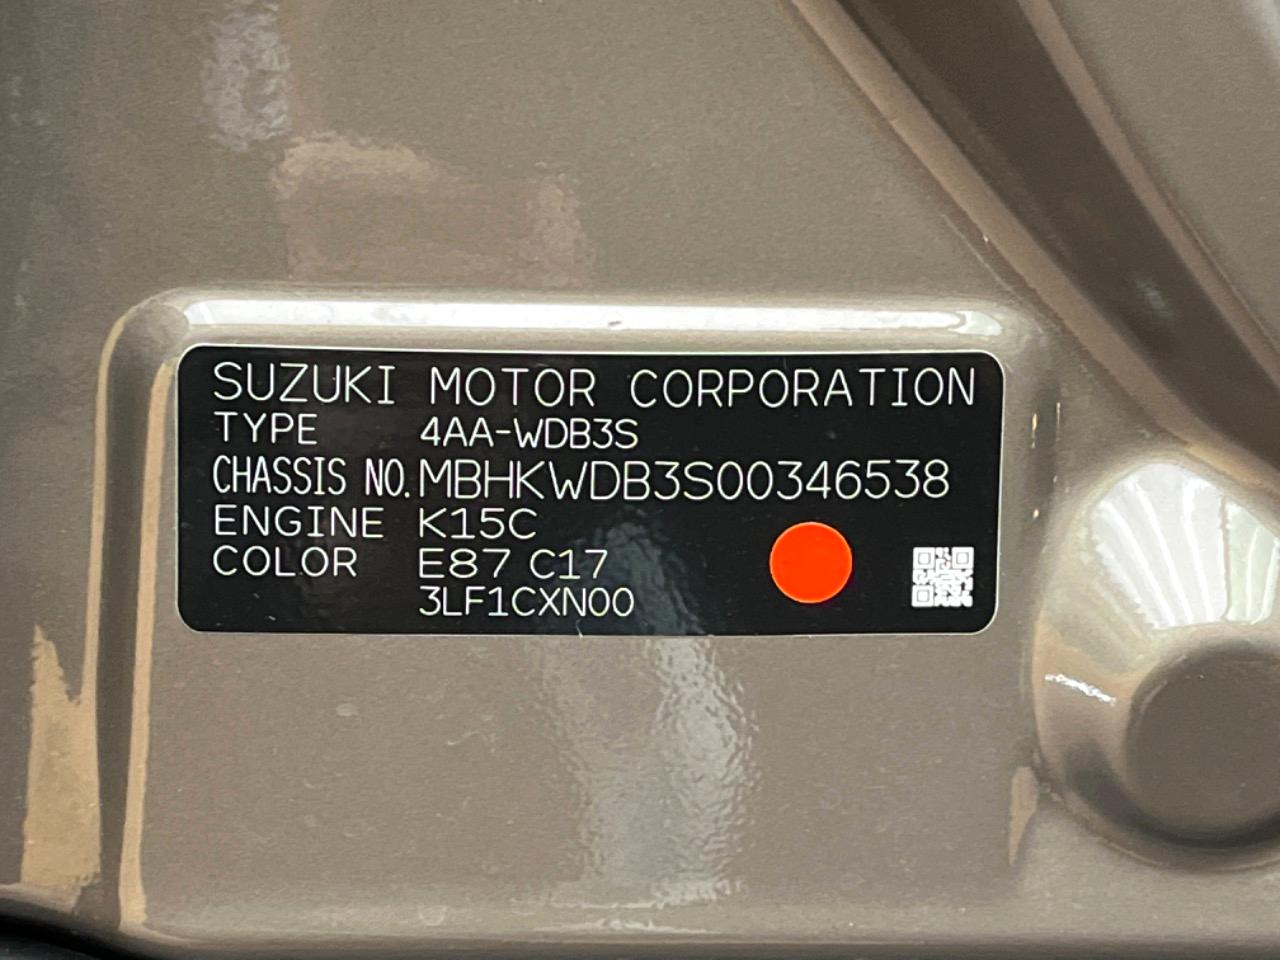 SUZUKI MOTOR CORPORATION
TYPE 4AA-WDB3S
CHASSIS NO. MBHKWDB3S00346538
ENGINE K15C
COLOR E87 C17
3LF1CXN00